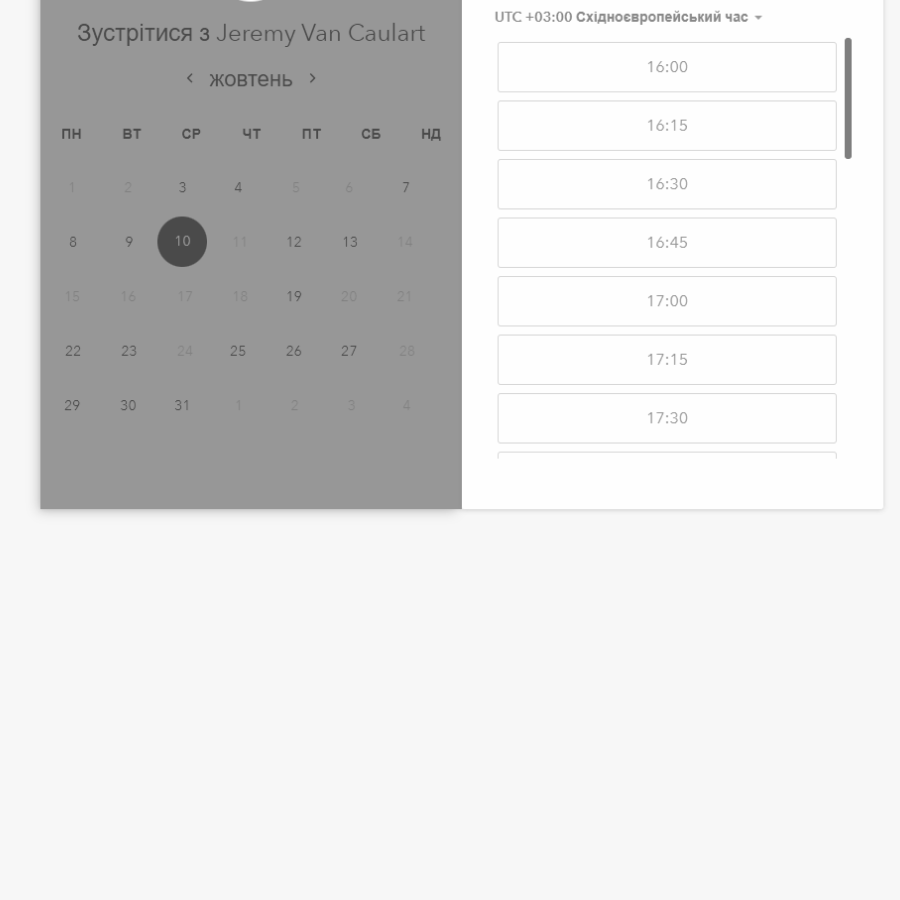 Зустрітися з Jeremy Van Caulart
жовтень
ПН ВТ СР ЧТ ПТ СБ НД
1 2 3 4 5 6 7
8 9 10 11 12 13 14
15 16 17 18 19 20 21
22 23 24 25 26 27 28
29 30 31 1 2 3 4
UTC +03:00 Східноєвропейський час
16:00
16:15
16:30
16:45
17:00
17:15
17:30